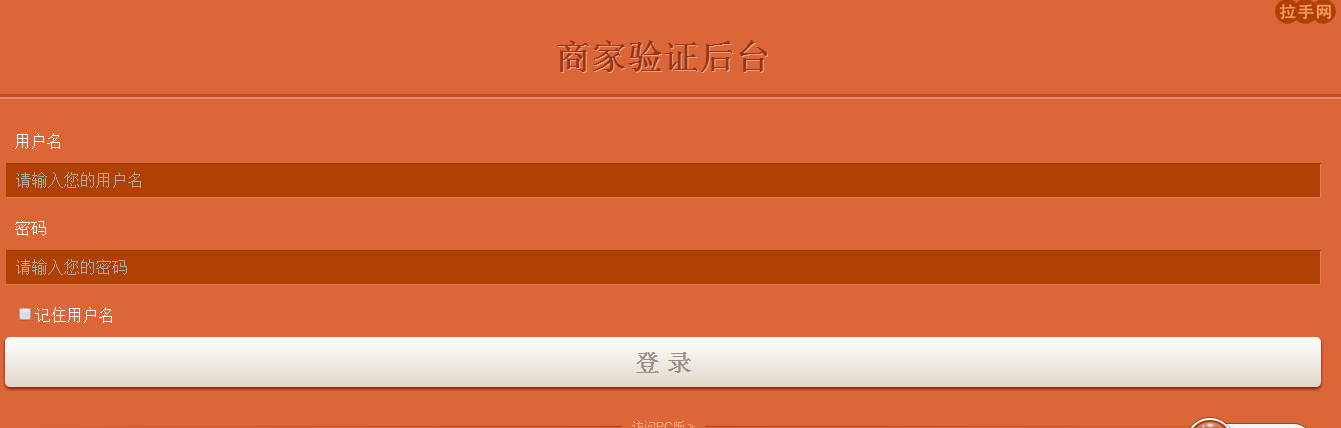 拉手网
商家验证后台
用户名
请输入您的用户名
密码
请输入您的密码
记住用户名
登 录
访问PC版 >